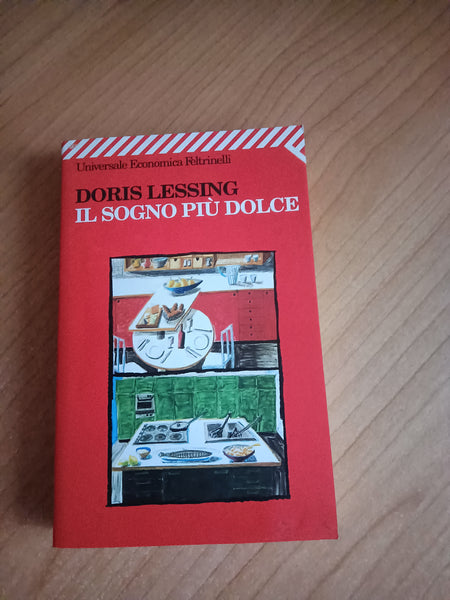 Universale Economica Feltrinelli
DORIS LESSING
IL SOGNO PIÙ DOLCE